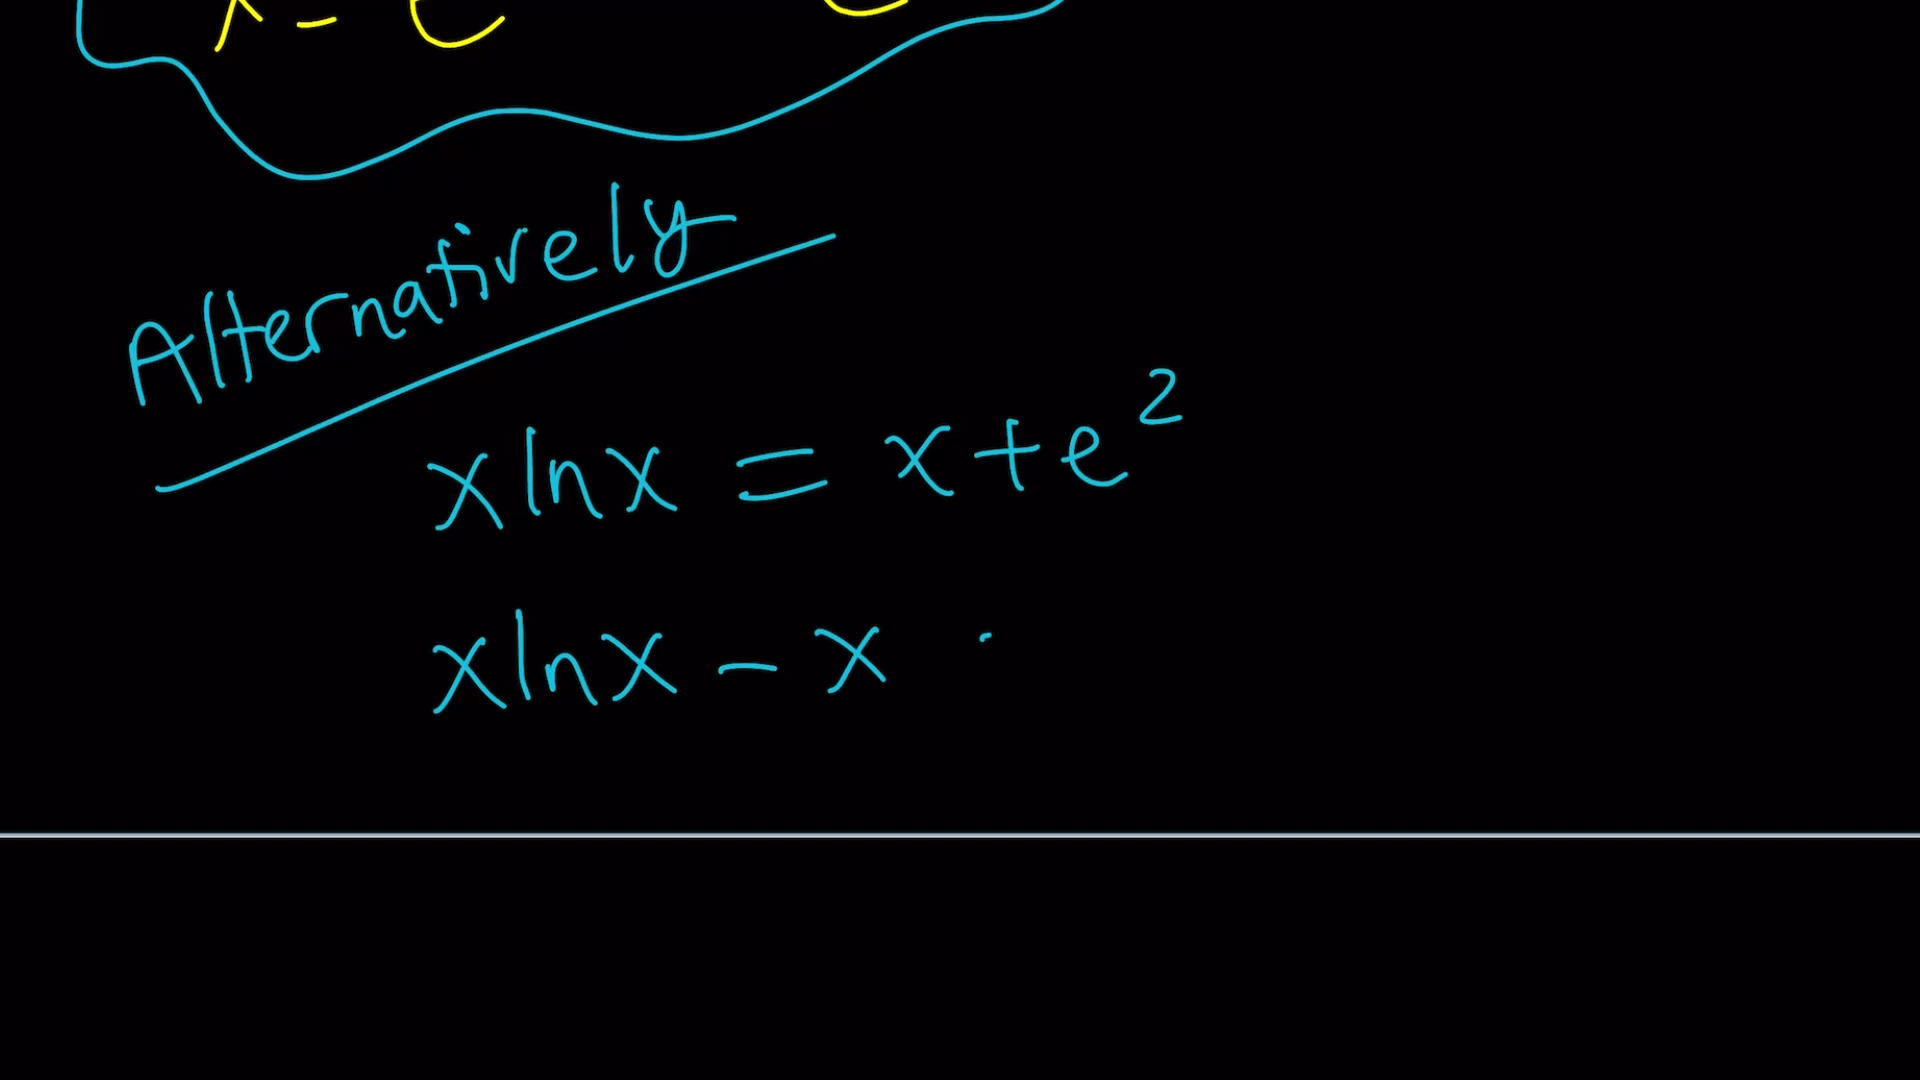 Alternatively
xlnx = x+e²
xlnx - x